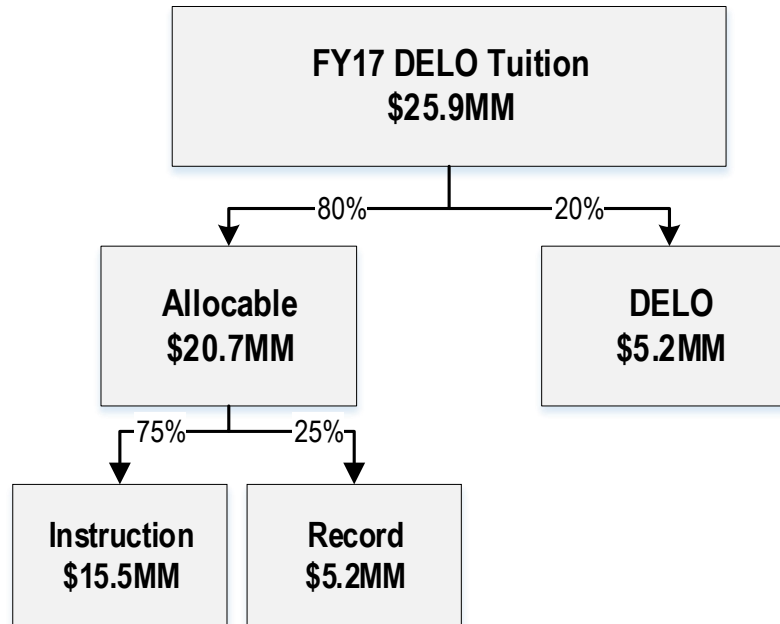 FY17 DELO Tuition
$25.9MM
80%
20%
Allocable
$20.7MM
DELO
$5.2MM
75%
25%
Instruction
$15.5MM
Record
$5.2MM